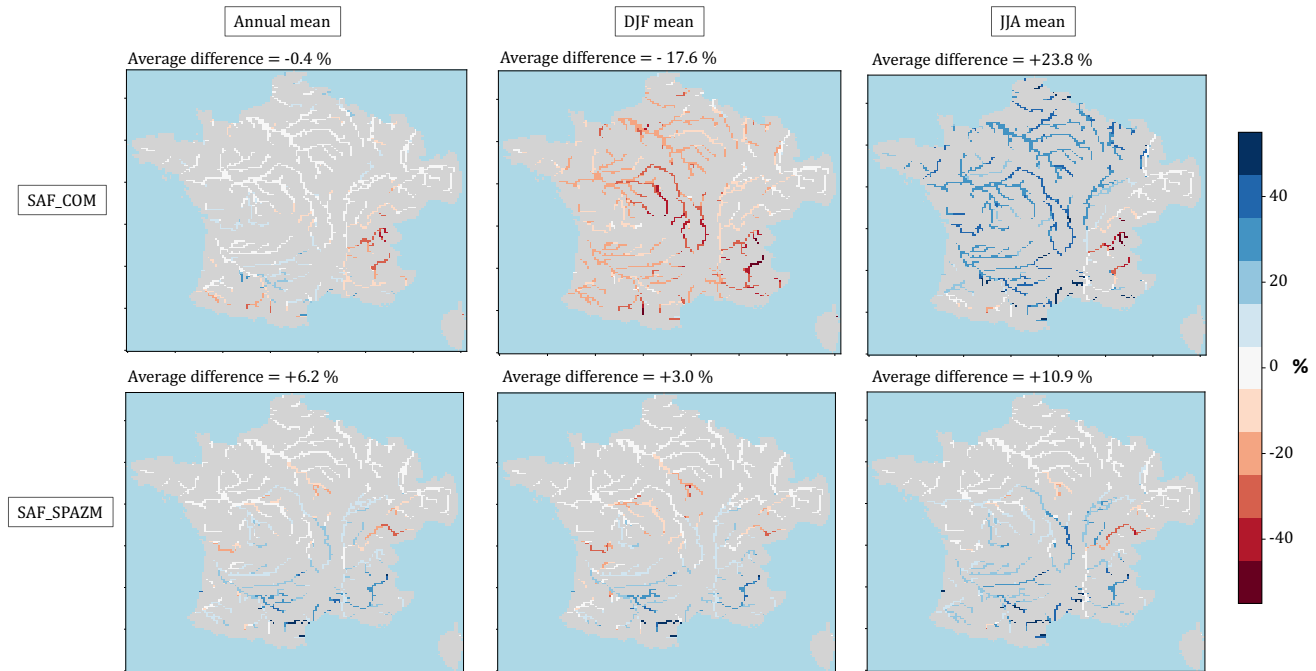 Annual mean
DJF mean
JJA mean
Average difference = -0.4 %
Average difference = - 17.6 %
Average difference = +23.8 %
SAF_COM
Average difference = +6.2 %
Average difference = +3.0 %
Average difference = +10.9 %
SAF_SPAZM
40
20
0 %
-20
-40